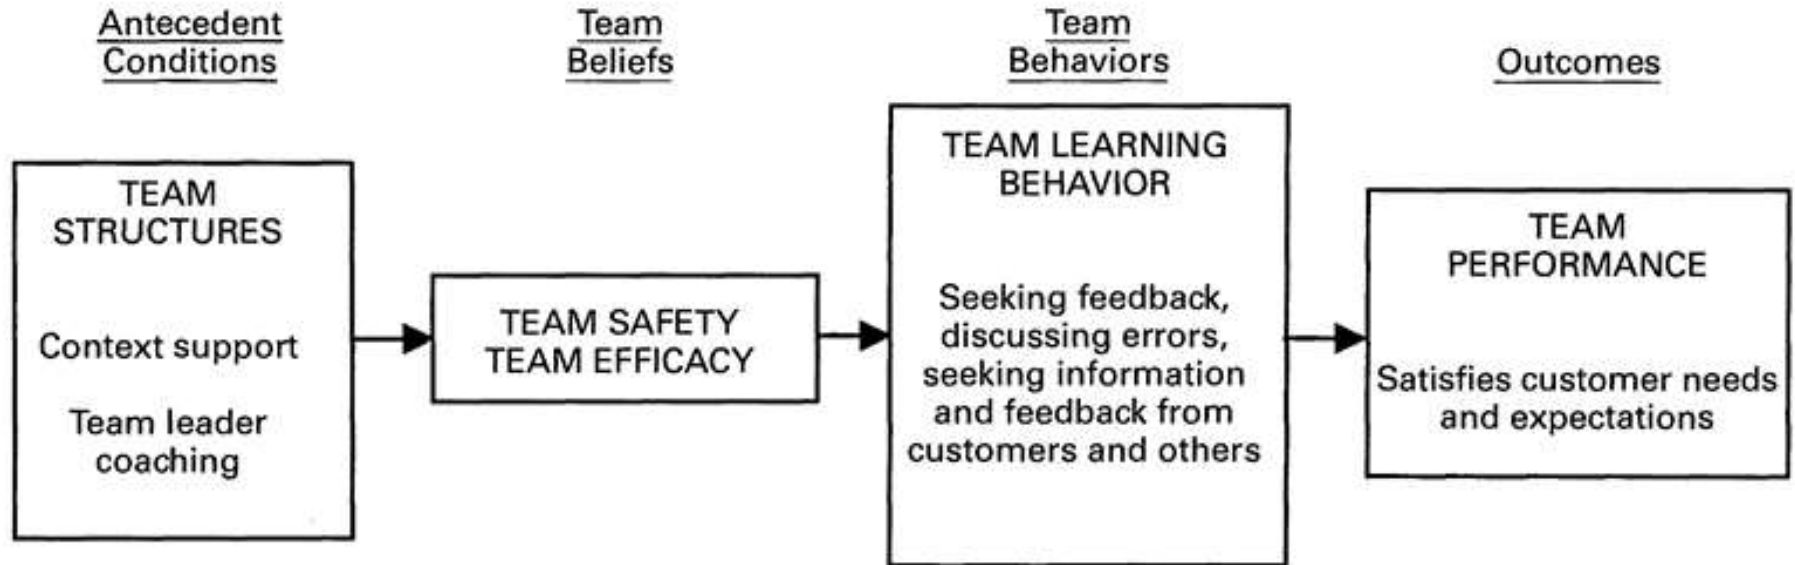 Antecedent
Conditions
Team
Beliefs
Team
Behaviors
Outcomes
TEAM
STRUCTURES
Context support
Team leader
coaching
TEAM SAFETY
TEAM EFFICACY
TEAM LEARNING
BEHAVIOR
Seeking feedback,
discussing errors,
seeking information
and feedback from
customers and others
TEAM
PERFORMANCE
Satisfies customer needs
and expectations